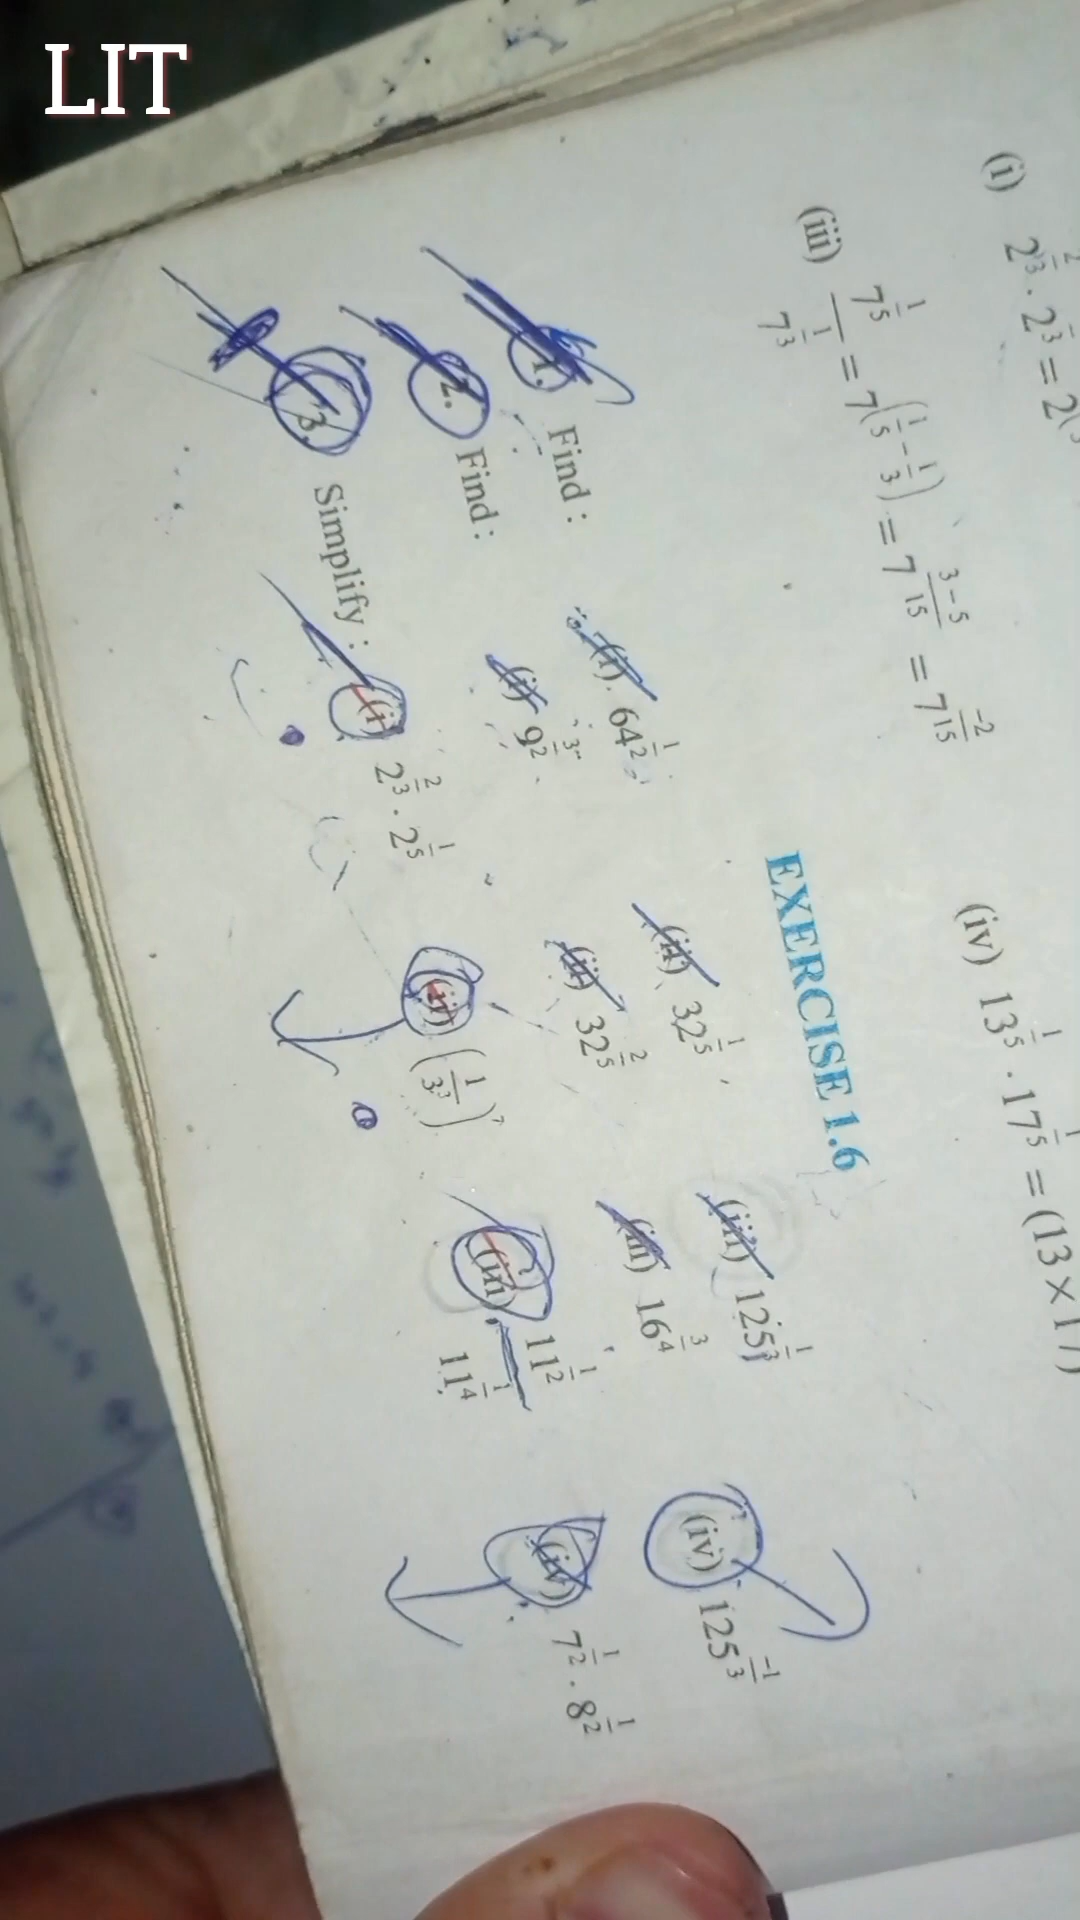 LIT
(i) 2^(2/3) · 2^(1/3) = 2(
(iii) 7^(1/5) / 7^(1/3) = 7^(1/5 − 1/3) = 7^((3−5)/15) = 7^(−2/15)
(iv) 13^(1/5) · 17^(1/5) = (13 × 17)
EXERCISE 1.6
1. Find : (i) 64^(1/2) (ii) 32^(1/5) (iii) 125^(1/3)
2. Find : (i) 9^(3/2) (ii) 32^(2/5) (iii) 16^(3/4) (iv) 125^(−1/3)
3. Simplify : (i) 2^(2/3) · 2^(1/5) (ii) (1/3^3)^7 (iii) 11^(1/2) / 11^(1/4) (iv) 7^(1/2) · 8^(1/2)